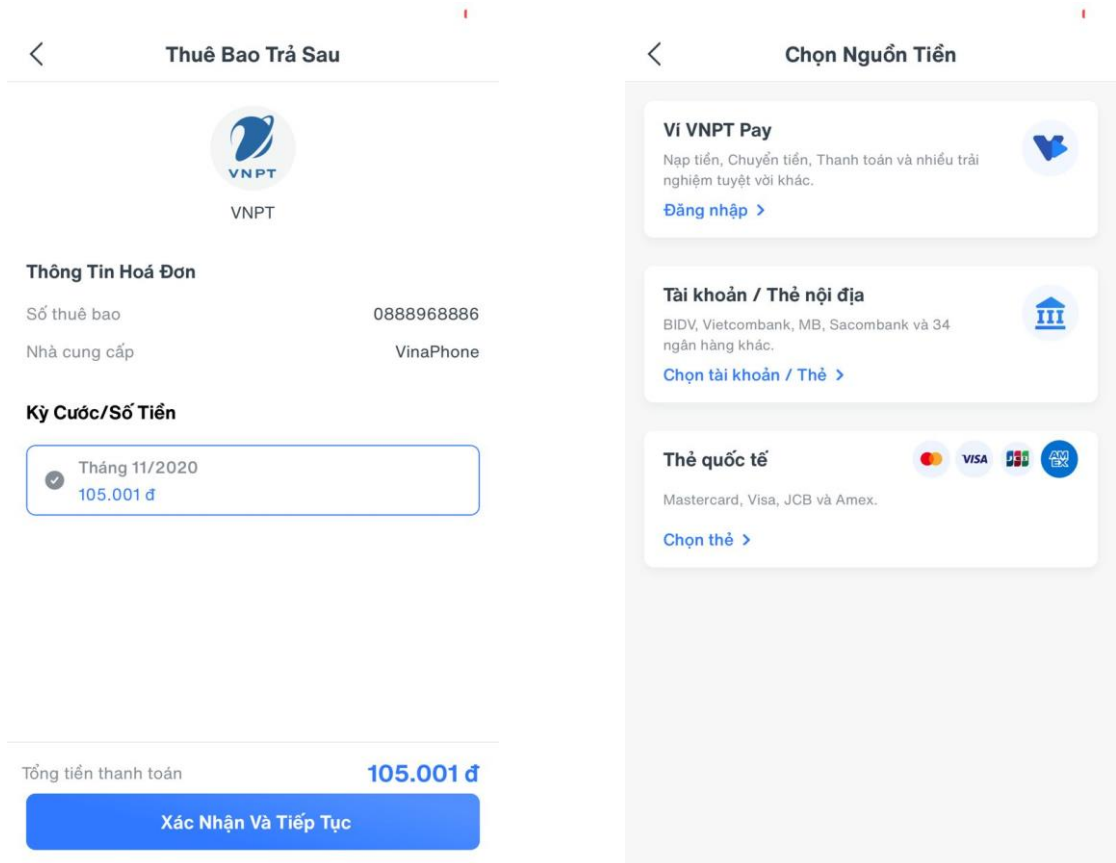 Thuê Bao Trả Sau
VNPT
VNPT
Thông Tin Hoá Đơn
Số thuê bao 0888968886
Nhà cung cấp VinaPhone
Kỳ Cước/Số Tiền
Tháng 11/2020
105.001 đ
Tổng tiền thanh toán 105.001 đ
Xác Nhận Và Tiếp Tục
Chọn Nguồn Tiền
Ví VNPT Pay
Nạp tiền, Chuyển tiền, Thanh toán và nhiều trải
nghiệm tuyệt vời khác.
Đăng nhập
Tài khoản / Thẻ nội địa
BIDV, Vietcombank, MB, Sacombank và 34
ngân hàng khác.
Chọn tài khoản / Thẻ
Thẻ quốc tế
VISA
JCB
AM
EX
Mastercard, Visa, JCB và Amex.
Chọn thẻ